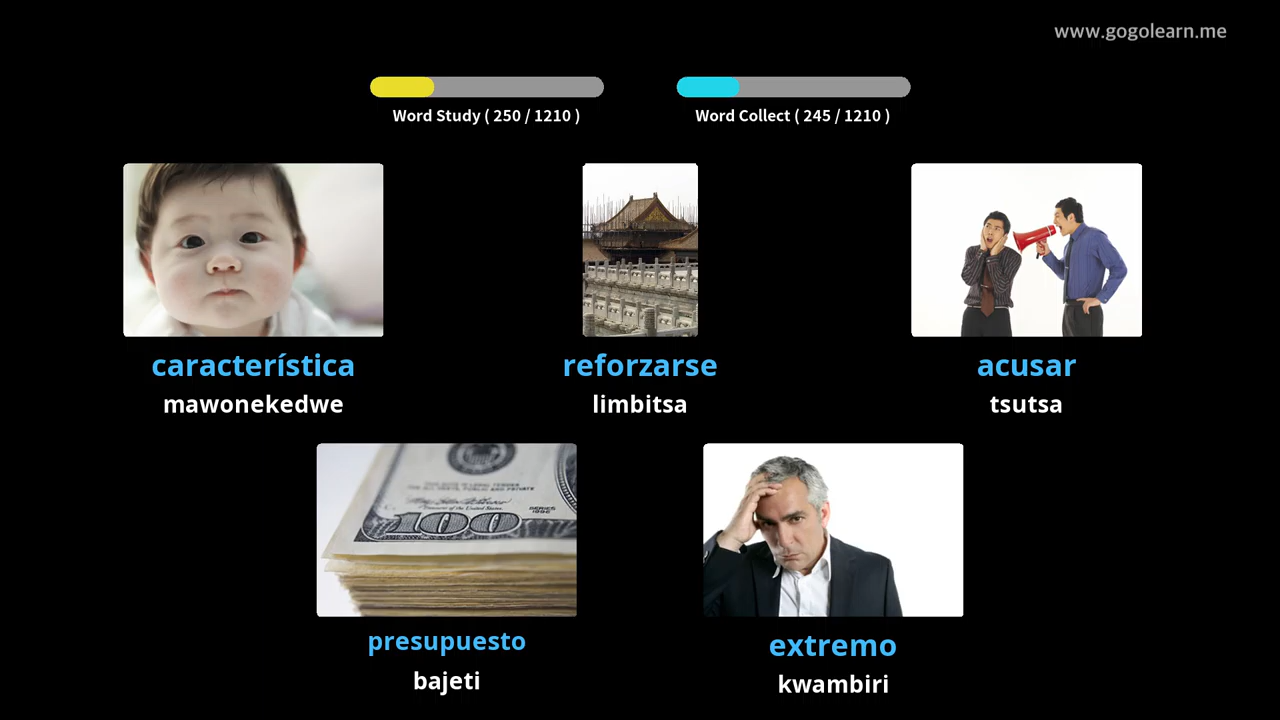 www.gogolearn.me
Word Study ( 250 / 1210 )
Word Collect ( 245 / 1210 )
característica
mawonekedwe
reforzarse
limbitsa
acusar
tsutsa
100
presupuesto
bajeti
extremo
kwambiri